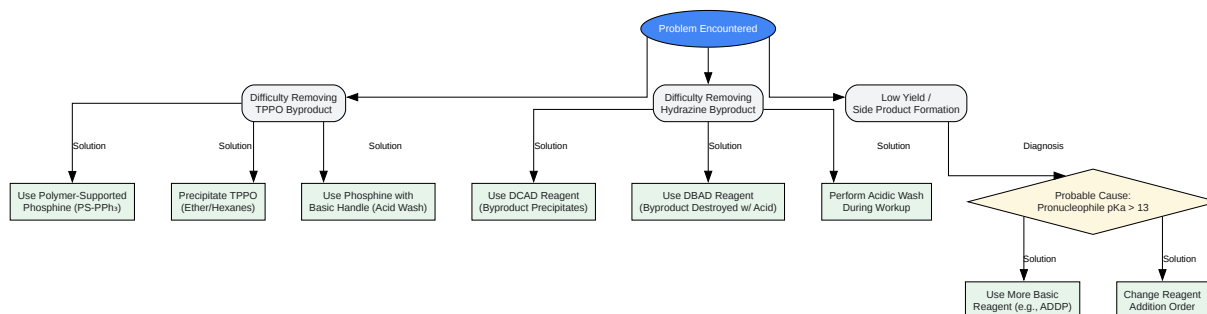 Problem Encountered
Difficulty Removing
TPPO Byproduct
Difficulty Removing
Hydrazine Byproduct
Low Yield /
Side Product Formation
Solution
Solution
Solution
Solution
Solution
Solution
Diagnosis
Use Polymer-Supported
Phosphine (PS-PPh₃)
Precipitate TPPO
(Ether/Hexanes)
Use Phosphine with
Basic Handle (Acid Wash)
Use DCAD Reagent
(Byproduct Precipitates)
Use DBAD Reagent
(Byproduct Destroyed w/ Acid)
Perform Acidic Wash
During Workup
Probable Cause:
Pronucleophile pKa > 13
Solution
Solution
Use More Basic
Reagent (e.g., ADDP)
Change Reagent
Addition Order